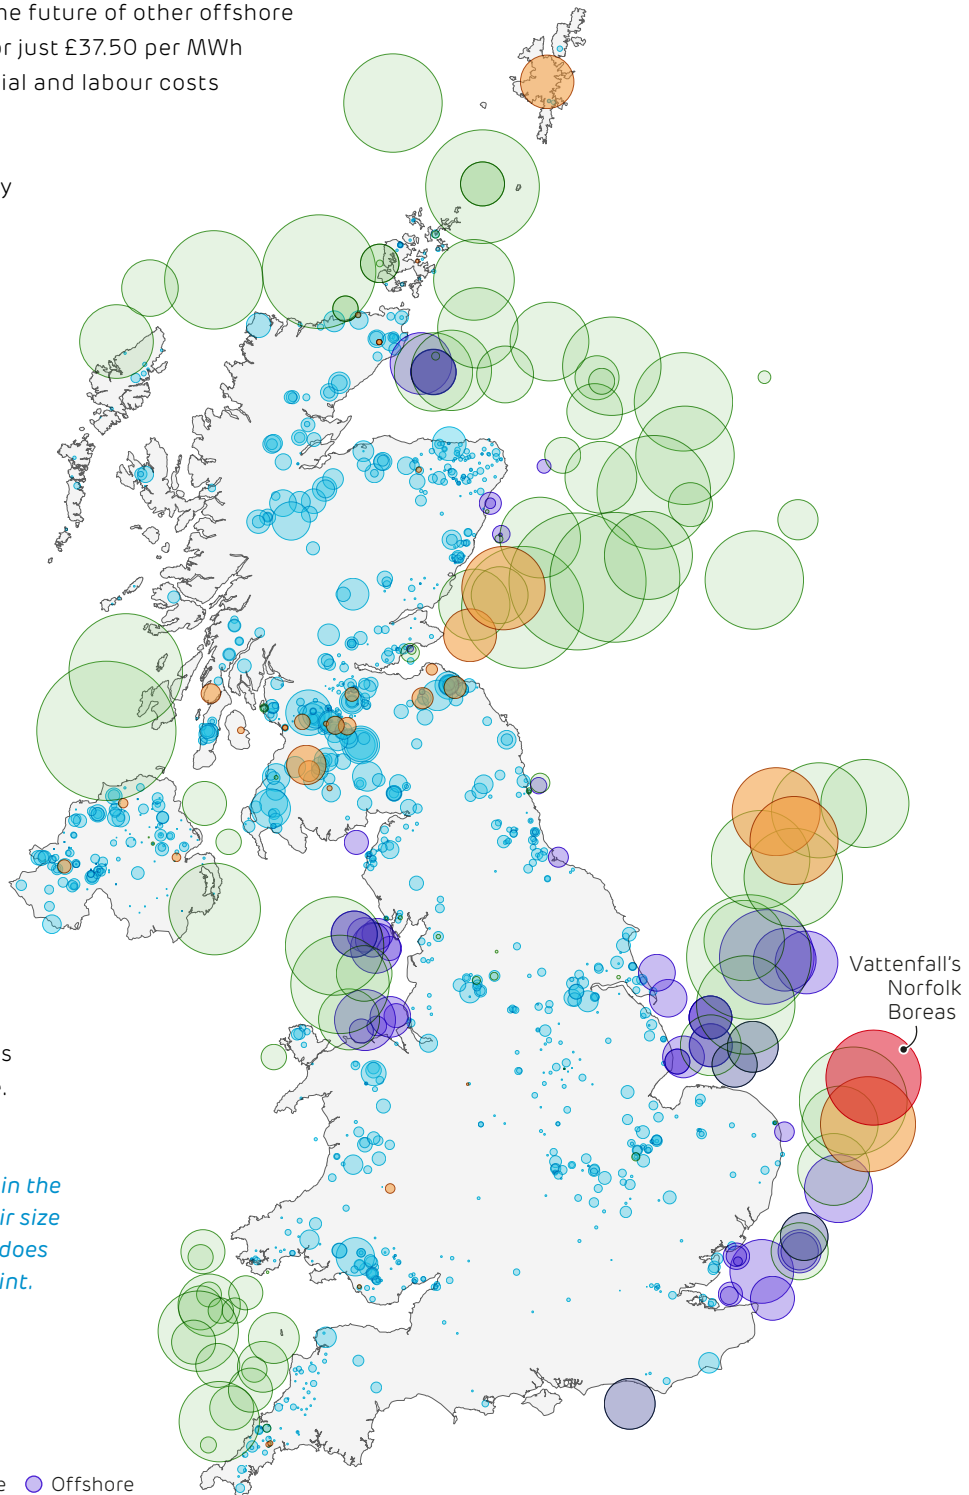 he future of other offshore
or just £37.50 per MWh
ial and labour costs
y
Vattenfall's
Norfolk
Boreas
s
.
in the
ir size
does
int.
e Offshore